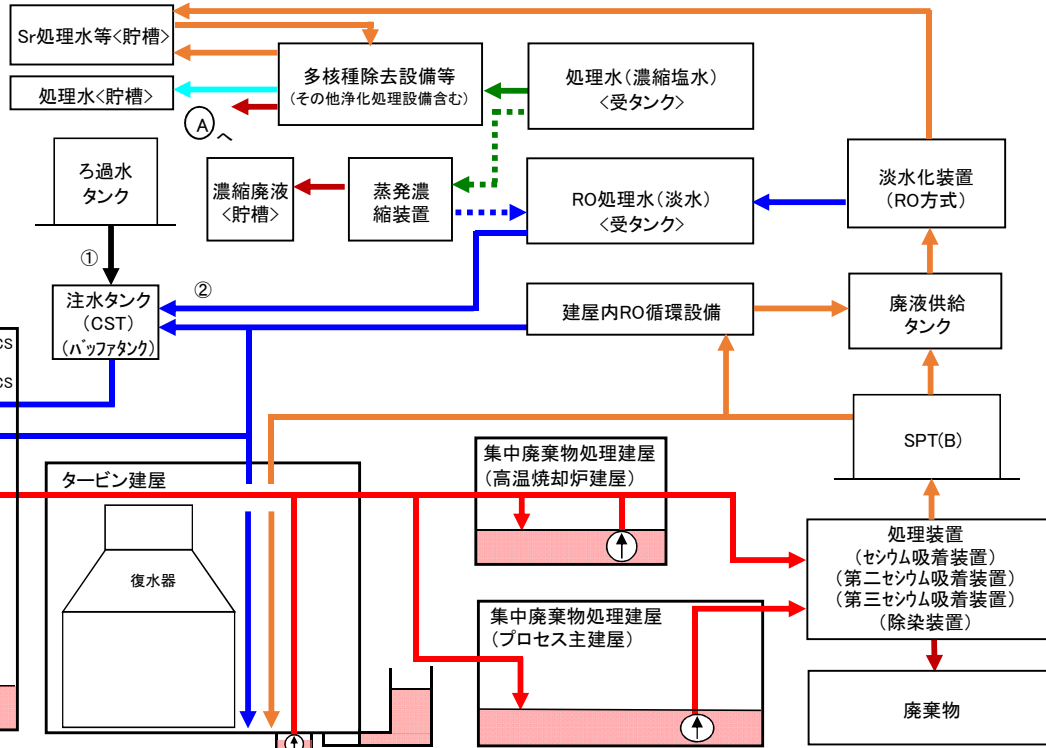 Sr処理水等<貯槽>
処理水<貯槽>
多核種除去設備等
(その他浄化処理設備含む)
処理水(濃縮塩水)
<受タンク>
A
へ
ろ過水
タンク
濃縮廃液
<貯槽>
蒸発濃
縮装置
RO処理水(淡水)
<受タンク>
淡水化装置
(RO方式)
①
②
注水タンク
(CST)
(バッファタンク)
建屋内RO循環設備
廃液供給
タンク
CS
CS
SPT(B)
タービン建屋
復水器
集中廃棄物処理建屋
(高温焼却炉建屋)
処理装置
(セシウム吸着装置)
(第二セシウム吸着装置)
(第三セシウム吸着装置)
(除染装置)
集中廃棄物処理建屋
(プロセス主建屋)
廃棄物